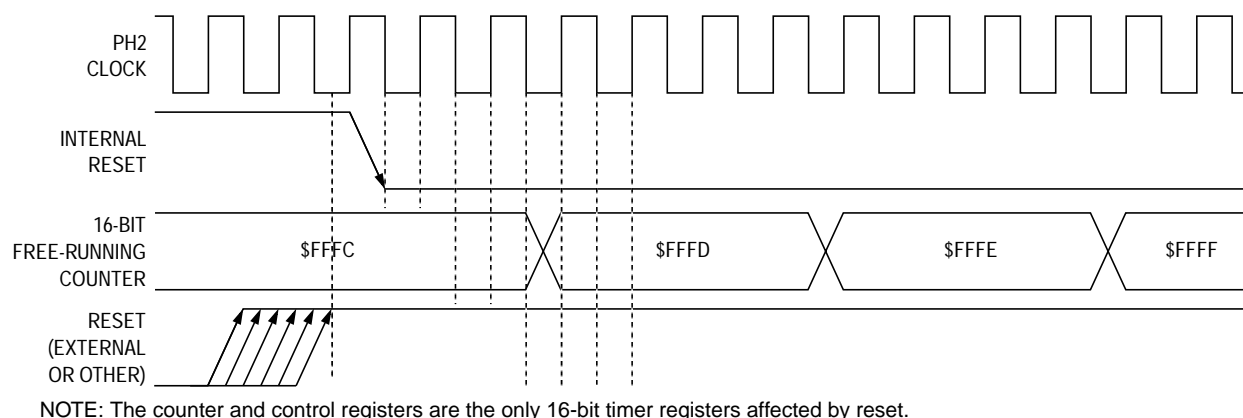 PH2
CLOCK
INTERNAL
RESET
16-BIT
FREE-RUNNING
COUNTER
$FFFC
$FFFD
$FFFE
$FFFF
RESET
(EXTERNAL
OR OTHER)
NOTE: The counter and control registers are the only 16-bit timer registers affected by reset.